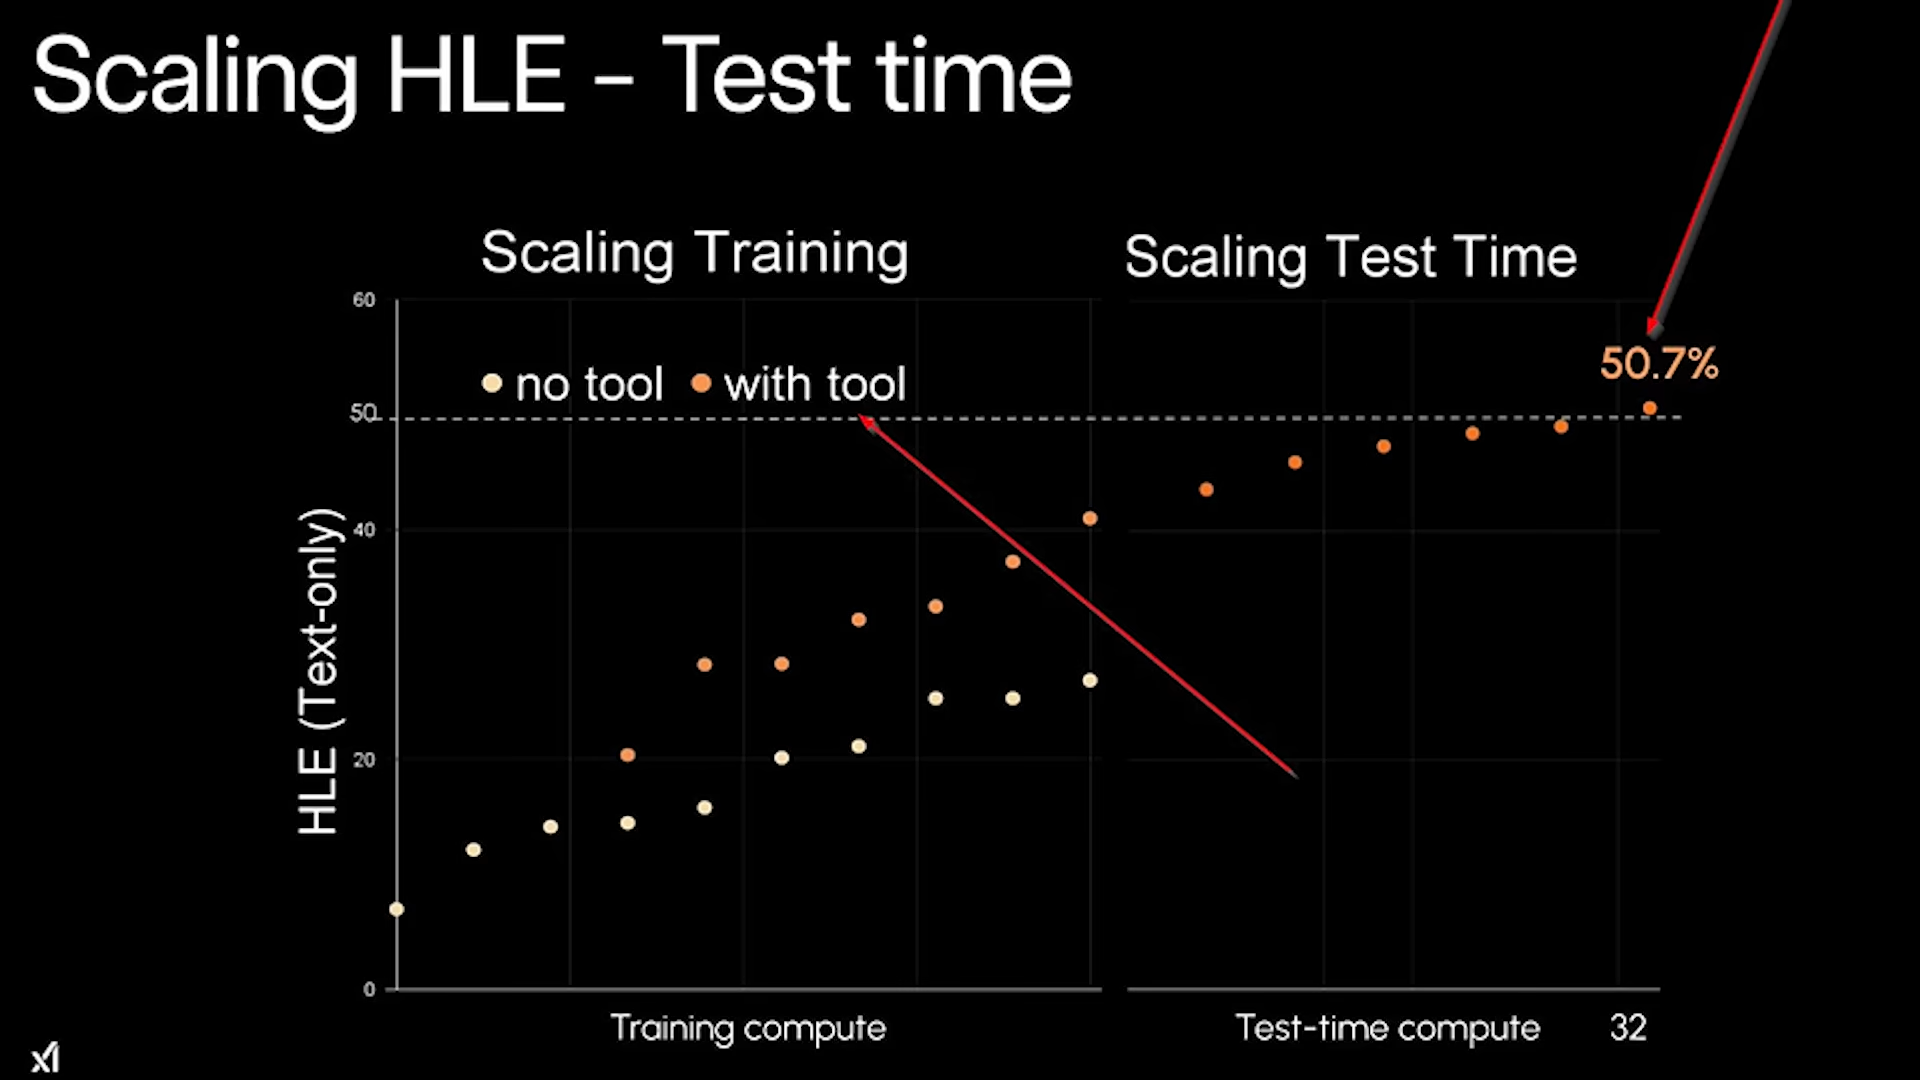 Scaling HLE – Test time
Scaling Training
Scaling Test Time
60
no tool
with tool
50.7%
50
HLE (Text-only)
40
20
0
Training compute
Test-time compute
32
xI